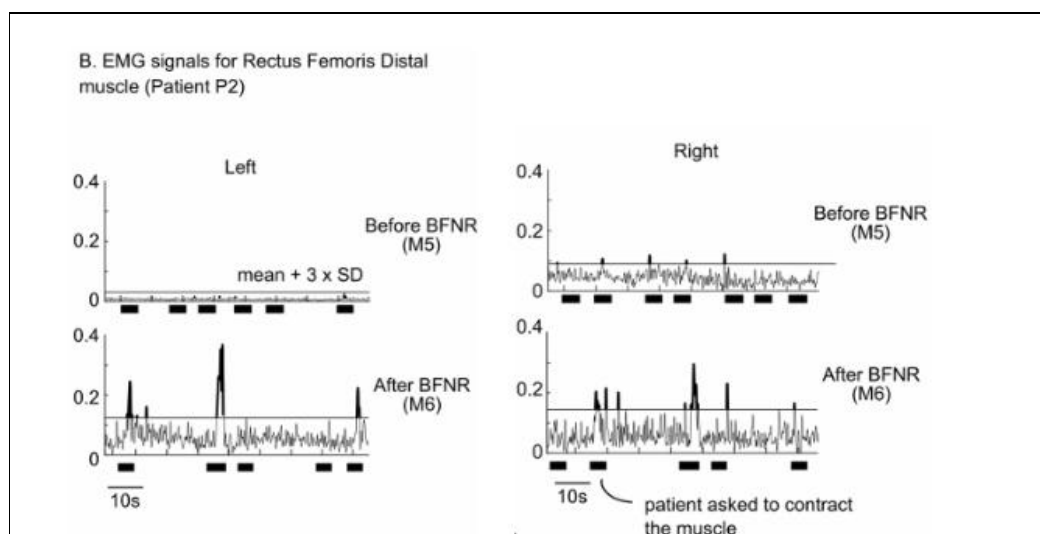 B. EMG signals for Rectus Femoris Distal
muscle (Patient P2)
Left
0.4
0.2
0
Before BFNR
(M5)
mean + 3 x SD
0.4
0.2
0
After BFNR
(M6)
10s
Right
0.4
0.2
0
Before BFNR
(M5)
0.4
0.2
0
After BFNR
(M6)
10s
patient asked to contract
the muscle